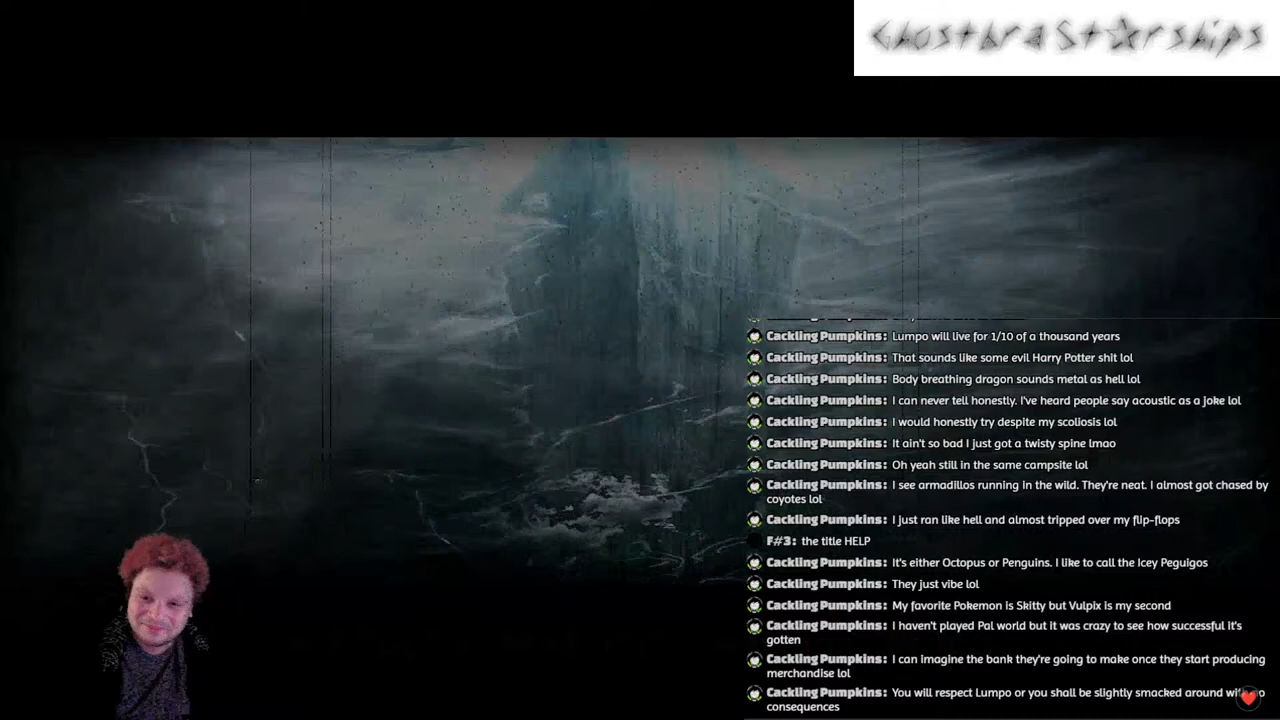 Ghostbra St☆rships
Cackling Pumpkins: Lumpo will live for 1/10 of a thousand years
Cackling Pumpkins: That sounds like some evil Harry Potter shit lol
Cackling Pumpkins: Body breathing dragon sounds metal as hell lol
Cackling Pumpkins: I can never tell honestly. I've heard people say acoustic as a joke lol
Cackling Pumpkins: I would honestly try despite my scoliosis lol
Cackling Pumpkins: It ain't so bad I just got a twisty spine lmao
Cackling Pumpkins: Oh yeah still in the same campsite lol
Cackling Pumpkins: I see armadillos running in the wild. They're neat. I almost got chased by
coyotes lol
Cackling Pumpkins: I just ran like hell and almost tripped over my flip-flops
F#3: the title HELP
Cackling Pumpkins: It's either Octopus or Penguins. I like to call the Icey Peguigos
Cackling Pumpkins: They just vibe lol
Cackling Pumpkins: My favorite Pokemon is Skitty but Vulpix is my second
Cackling Pumpkins: I haven't played Pal world but it was crazy to see how successful it's
gotten
Cackling Pumpkins: I can imagine the bank they're going to make once they start producing
merchandise lol
Cackling Pumpkins: You will respect Lumpo or you shall be slightly smacked around with no
consequences